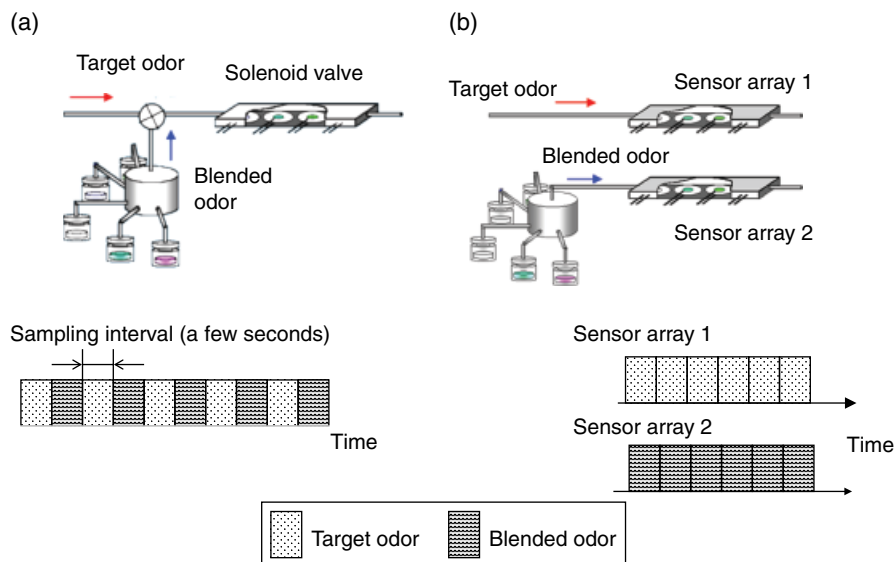 (a)
Target odor
Solenoid valve
Blended
odor
Sampling interval (a few seconds)
Time
(b)
Target odor
Sensor array 1
Blended odor
Sensor array 2
Sensor array 1
Sensor array 2
Time
Target odor
Blended odor